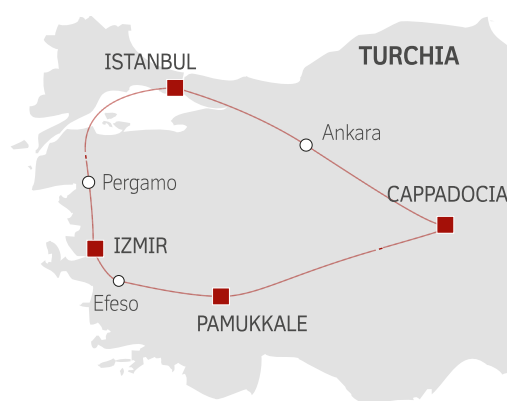 TURCHIA
ISTANBUL
Ankara
Pergamo
CAPPADOCIA
IZMIR
Efeso
PAMUKKALE